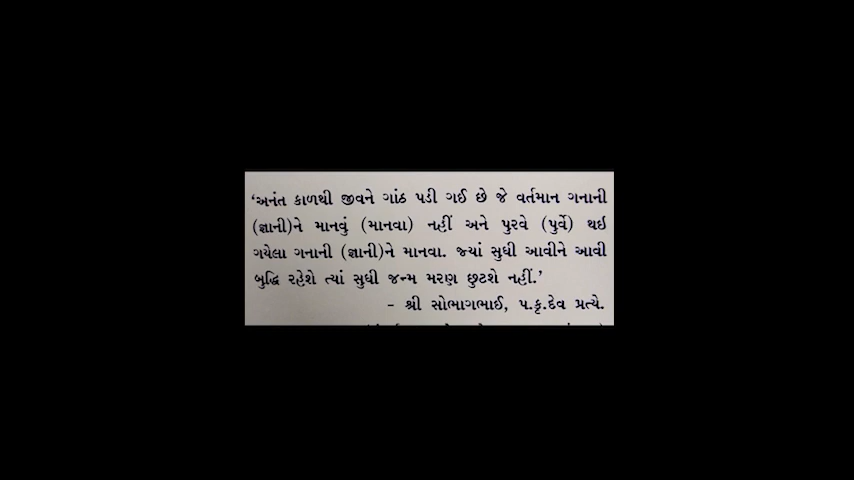 ‘અનંત કાળથી જીવને ગાંઠ પડી ગઈ છે જે વર્તમાન ગનાની
(જ્ઞાની)ને માનવું (માનવા) નહીં અને પુરવે (પુર્વે) થઇ
ગયેલા ગનાની (જ્ઞાની)ને માનવા. જ્યાં સુધી આવીને આવી
બુદ્ધિ રહેશે ત્યાં સુધી જન્મ મરણ છુટશે નહીં.’
- શ્રી સોભાગભાઈ, પ.કૃ.દેવ પ્રત્યે.